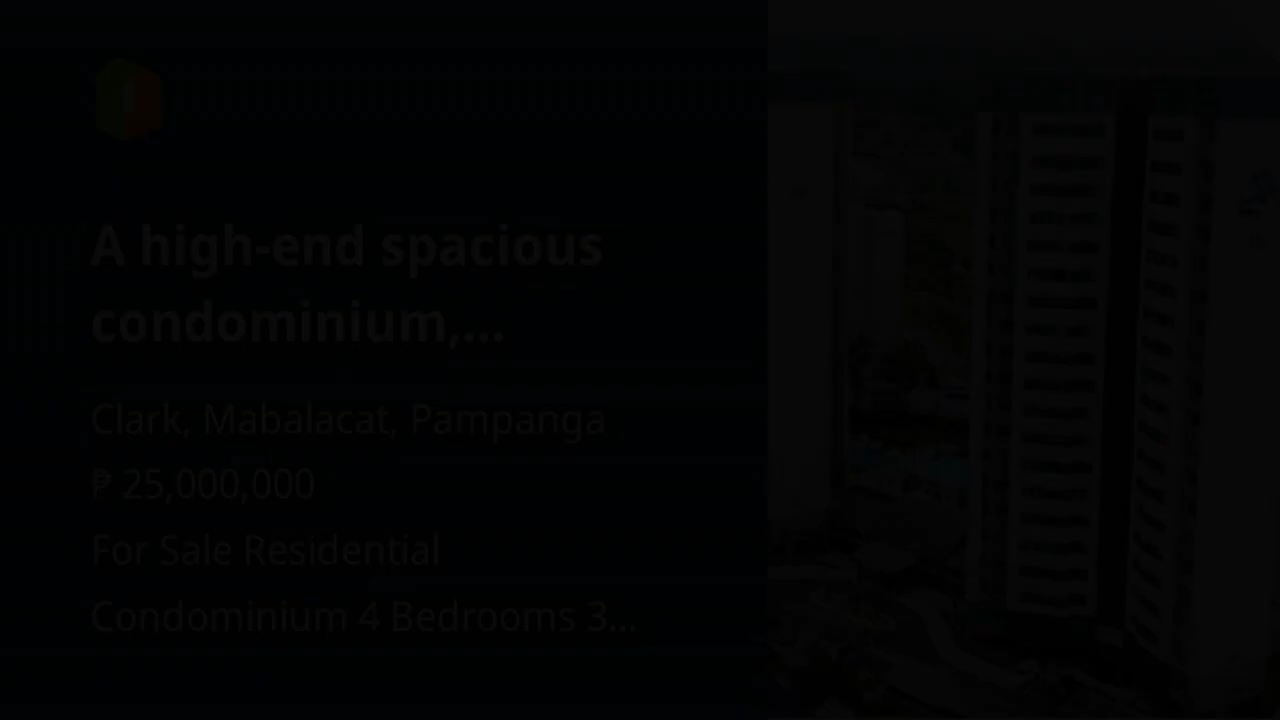 A high-end spacious
condominium,...
Clark, Mabalacat, Pampanga
₱ 25,000,000
For Sale Residential
Condominium 4 Bedrooms 3...